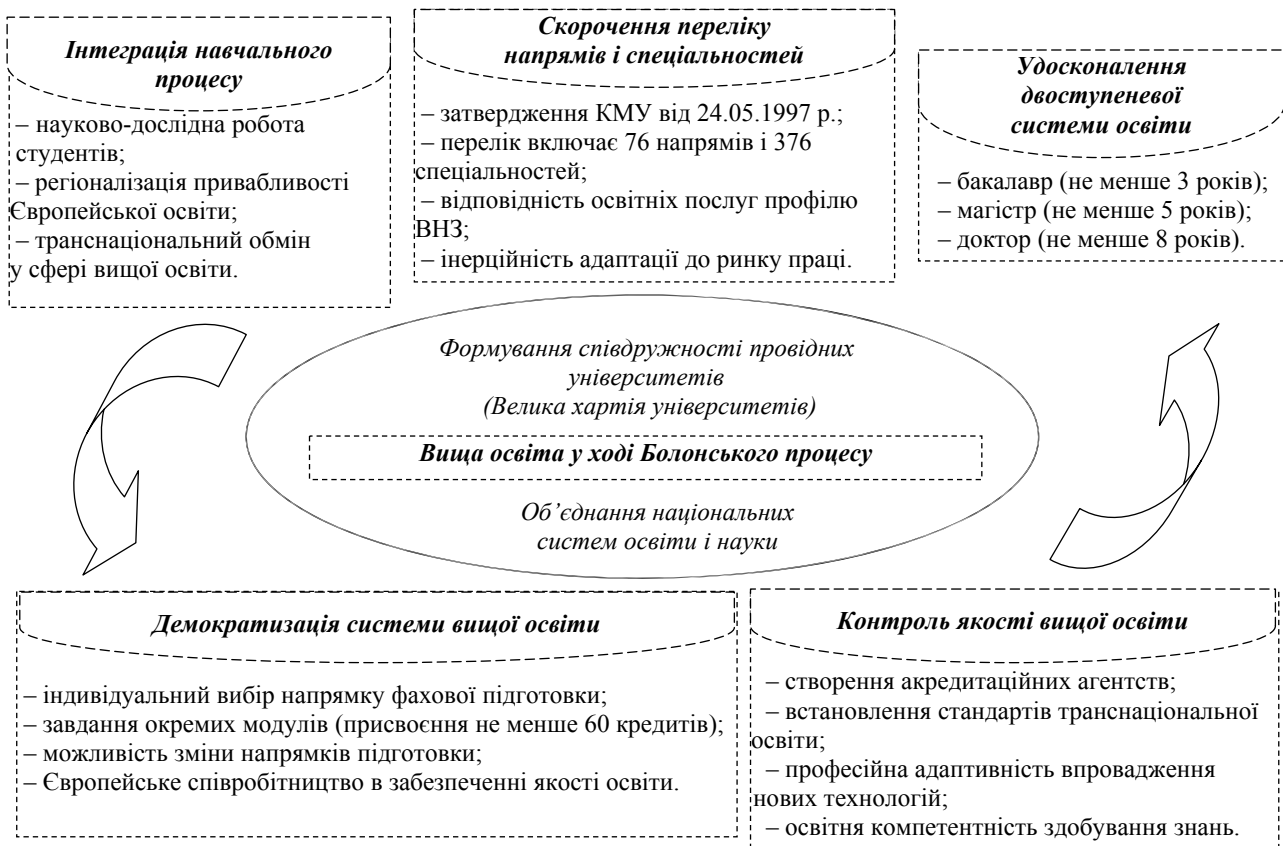 Інтеграція навчального
процесу
– науково-дослідна робота
студентів;
– регіоналізація привабливості
Європейської освіти;
– транснаціональний обмін
у сфері вищої освіти.
Скорочення переліку
напрямів і спеціальностей
– затвердження КМУ від 24.05.1997 р.;
– перелік включає 76 напрямів і 376
спеціальностей;
– відповідність освітніх послуг профілю
ВНЗ;
– інерційність адаптації до ринку праці.
Удосконалення
двоступеневої
системи освіти
– бакалавр (не менше 3 років);
– магістр (не менше 5 років);
– доктор (не менше 8 років).
Формування співдружності провідних
університетів
(Велика хартія університетів)
Вища освіта у ході Болонського процесу
Об’єднання національних
систем освіти і науки
Демократизація системи вищої освіти
– індивідуальний вибір напрямку фахової підготовки;
– завдання окремих модулів (присвоєння не менше 60 кредитів);
– можливість зміни напрямків підготовки;
– Європейське співробітництво в забезпеченні якості освіти.
Контроль якості вищої освіти
– створення акредитаційних агентств;
– встановлення стандартів транснаціональної
освіти;
– професійна адаптивність впровадження
нових технологій;
– освітня компетентність здобування знань.